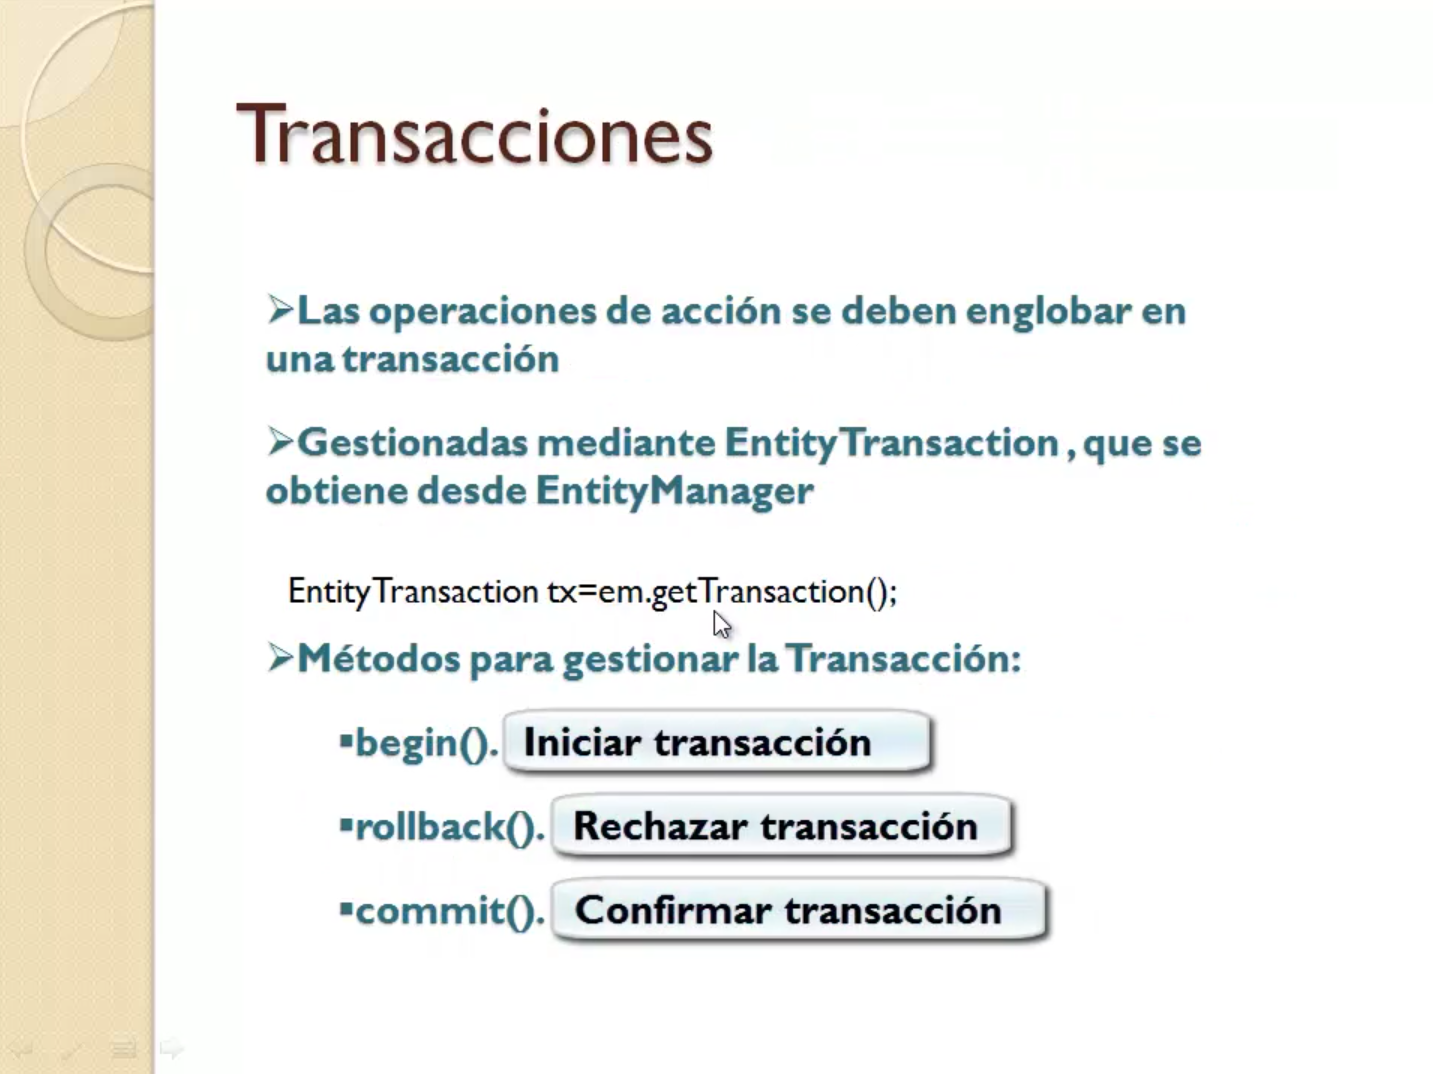 Transacciones
➢Las operaciones de acción se deben englobar en
una transacción
➢Gestionadas mediante EntityTransaction , que se
obtiene desde EntityManager
EntityTransaction tx=em.getTransaction();
➢Métodos para gestionar la Transacción:
▪begin(). Iniciar transacción
▪rollback(). Rechazar transacción
▪commit(). Confirmar transacción